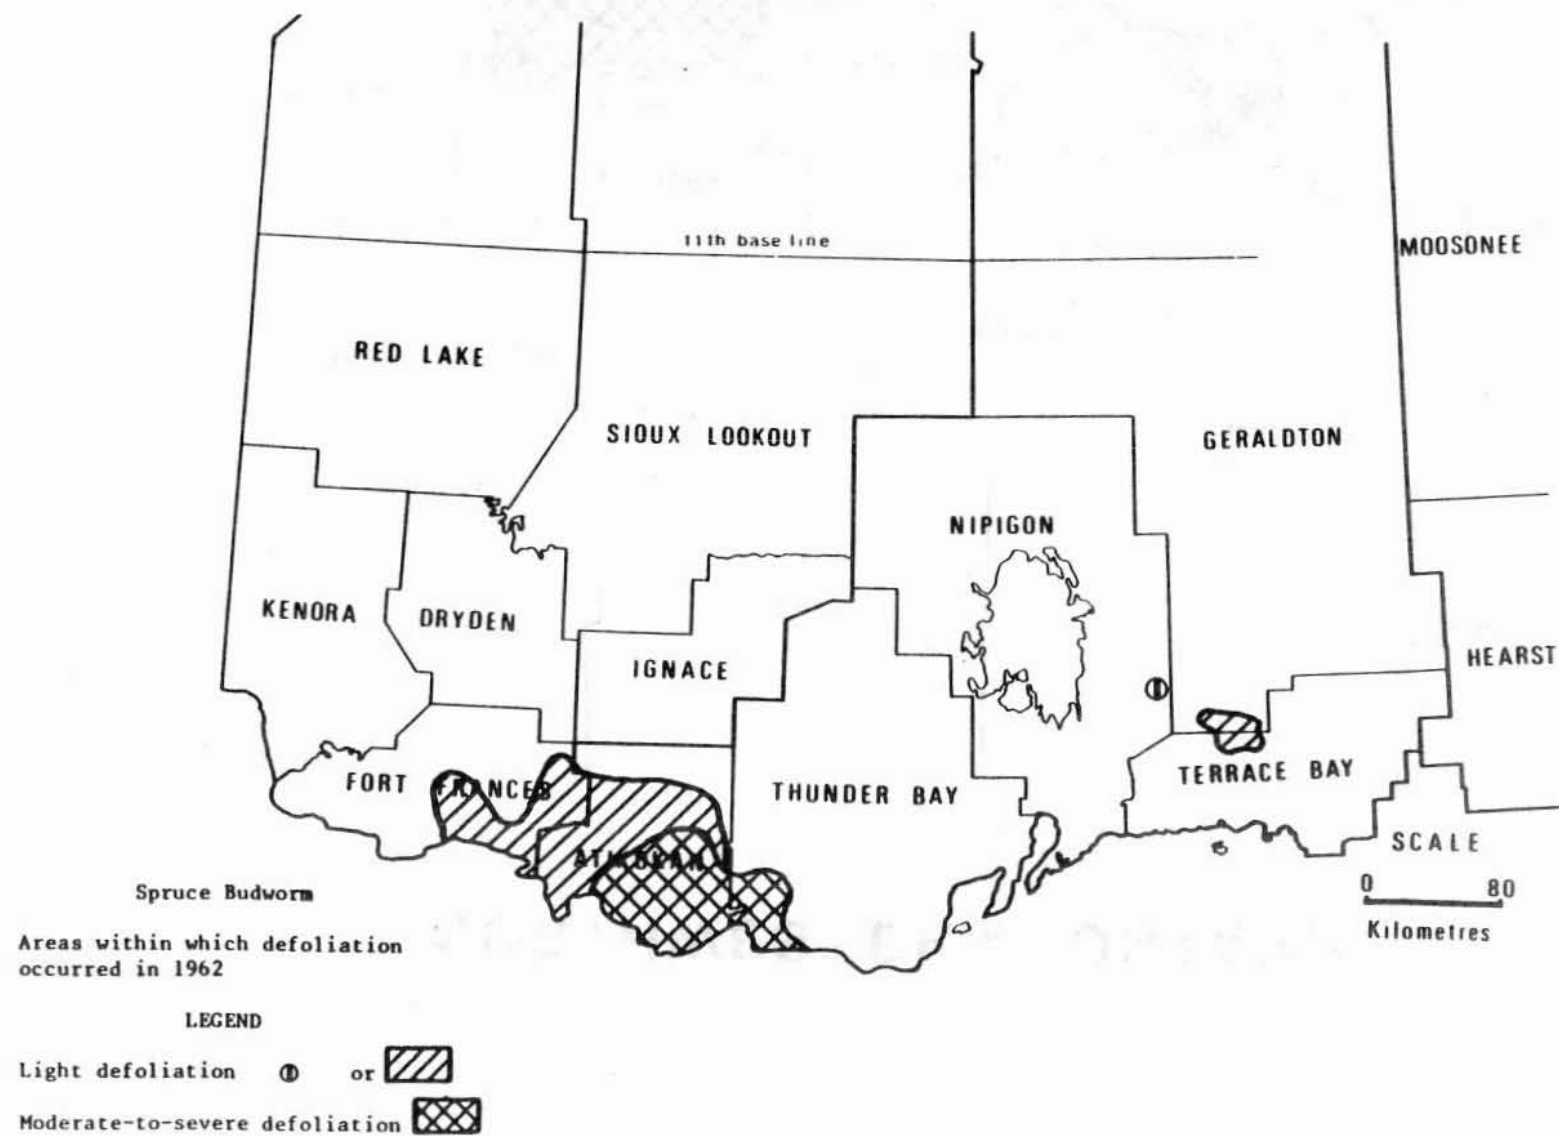 11th base line
MOOSONEE
RED LAKE
SIOUX LOOKOUT
GERALDTON
NIPIGON
KENORA
DRYDEN
IGNACE
HEARST
FORT FRANCES
THUNDER BAY
TERRACE BAY
ATIKOKAN
SCALE
0 80
Kilometres
Spruce Budworm
Areas within which defoliation
occurred in 1962
LEGEND
Light defoliation or
Moderate-to-severe defoliation